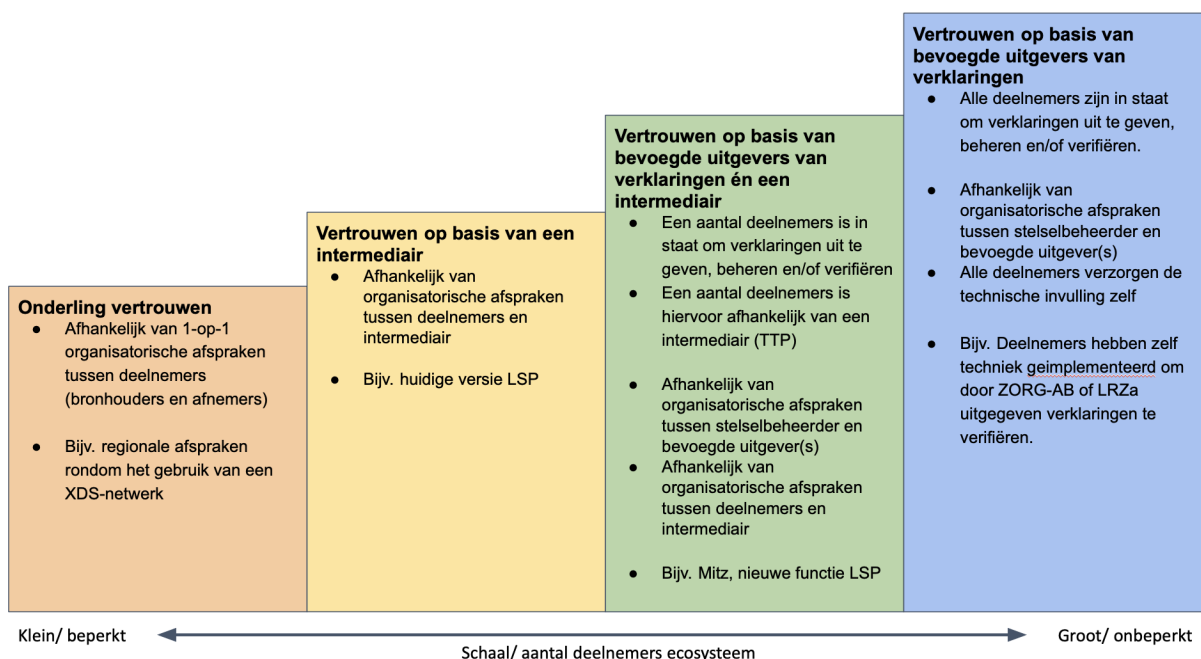 Onderling vertrouwen
● Afhankelijk van 1-op-1
organisatorische afspraken
tussen deelnemers
(bronhouders en afnemers)
● Bijv. regionale afspraken
rondom het gebruik van een
XDS-netwerk
Vertrouwen op basis van een
intermediair
● Afhankelijk van
organisatorische afspraken
tussen deelnemers en
intermediair
● Bijv. huidige versie LSP
Vertrouwen op basis van
bevoegde uitgevers van
verklaringen én een
intermediair
● Een aantal deelnemers is in
staat om verklaringen uit te
geven, beheren en/of verifiëren
● Een aantal deelnemers is
hiervoor afhankelijk van een
intermediair (TTP)
● Afhankelijk van
organisatorische afspraken
tussen stelselbeheerder en
bevoegde uitgever(s)
● Afhankelijk van
organisatorische afspraken
tussen deelnemers en
intermediair
● Bijv. Mitz, nieuwe functie LSP
Vertrouwen op basis van
bevoegde uitgevers van
verklaringen
● Alle deelnemers zijn in staat
om verklaringen uit te geven,
beheren en/of verifiëren.
● Afhankelijk van
organisatorische afspraken
tussen stelselbeheerder en
bevoegde uitgever(s)
● Alle deelnemers verzorgen de
technische invulling zelf
● Bijv. Deelnemers hebben zelf
techniek geimplementeerd om
door ZORG-AB of LRZa
uitgegeven verklaringen te
verifiëren.
Klein/ beperkt
Groot/ onbeperkt
Schaal/ aantal deelnemers ecosysteem